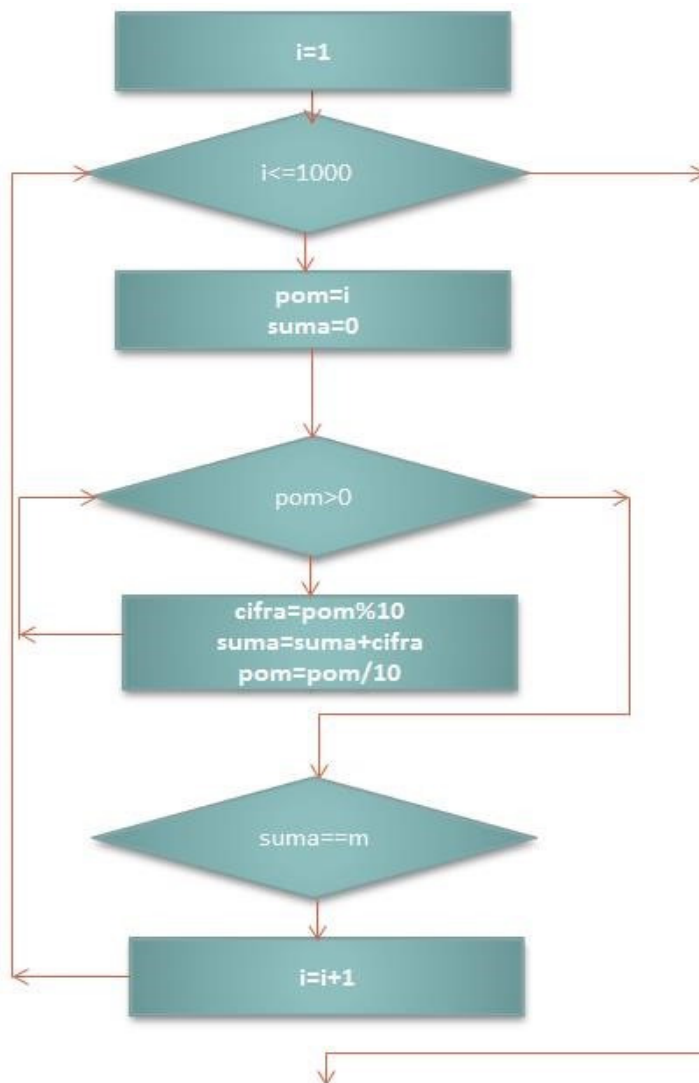 i=1
i<=1000
pom=i
suma=0
pom>0
cifra=pom%10
suma=suma+cifra
pom=pom/10
suma==m
i=i+1